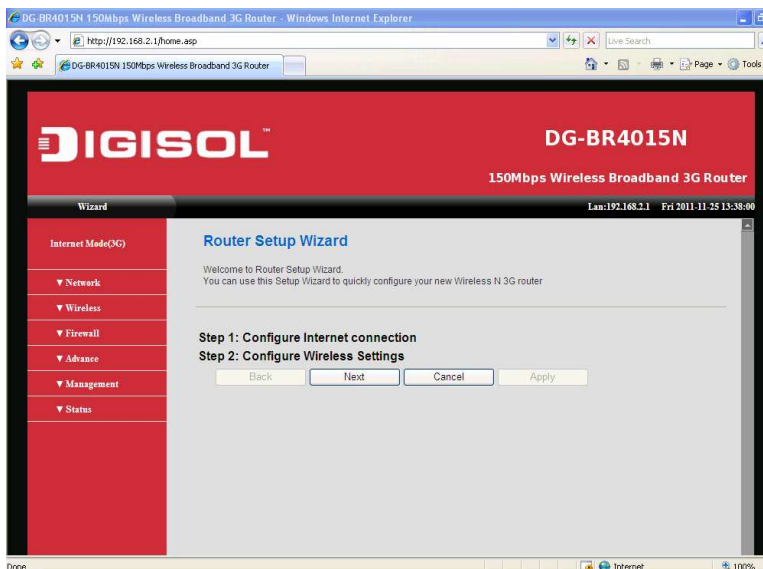 DG-BR4015N 150Mbps Wireless Broadband 3G Router - Windows Internet Explorer
http://192.168.2.1/home.asp
Live Search
DG-BR4015N 150Mbps Wireless Broadband 3G Router
Page
Tools
DIGISOL™
DG-BR4015N
150Mbps Wireless Broadband 3G Router
Wizard
Lan:192.168.2.1 Fri 2011-11-25 13:38:00
Internet Mode(3G)
▼ Network
▼ Wireless
▼ Firewall
▼ Advance
▼ Management
▼ Status
Router Setup Wizard
Welcome to Router Setup Wizard.
You can use this Setup Wizard to quickly configure your new Wireless N 3G router
Step 1: Configure Internet connection
Step 2: Configure Wireless Settings
Back Next Cancel Apply
Done
Internet
100%